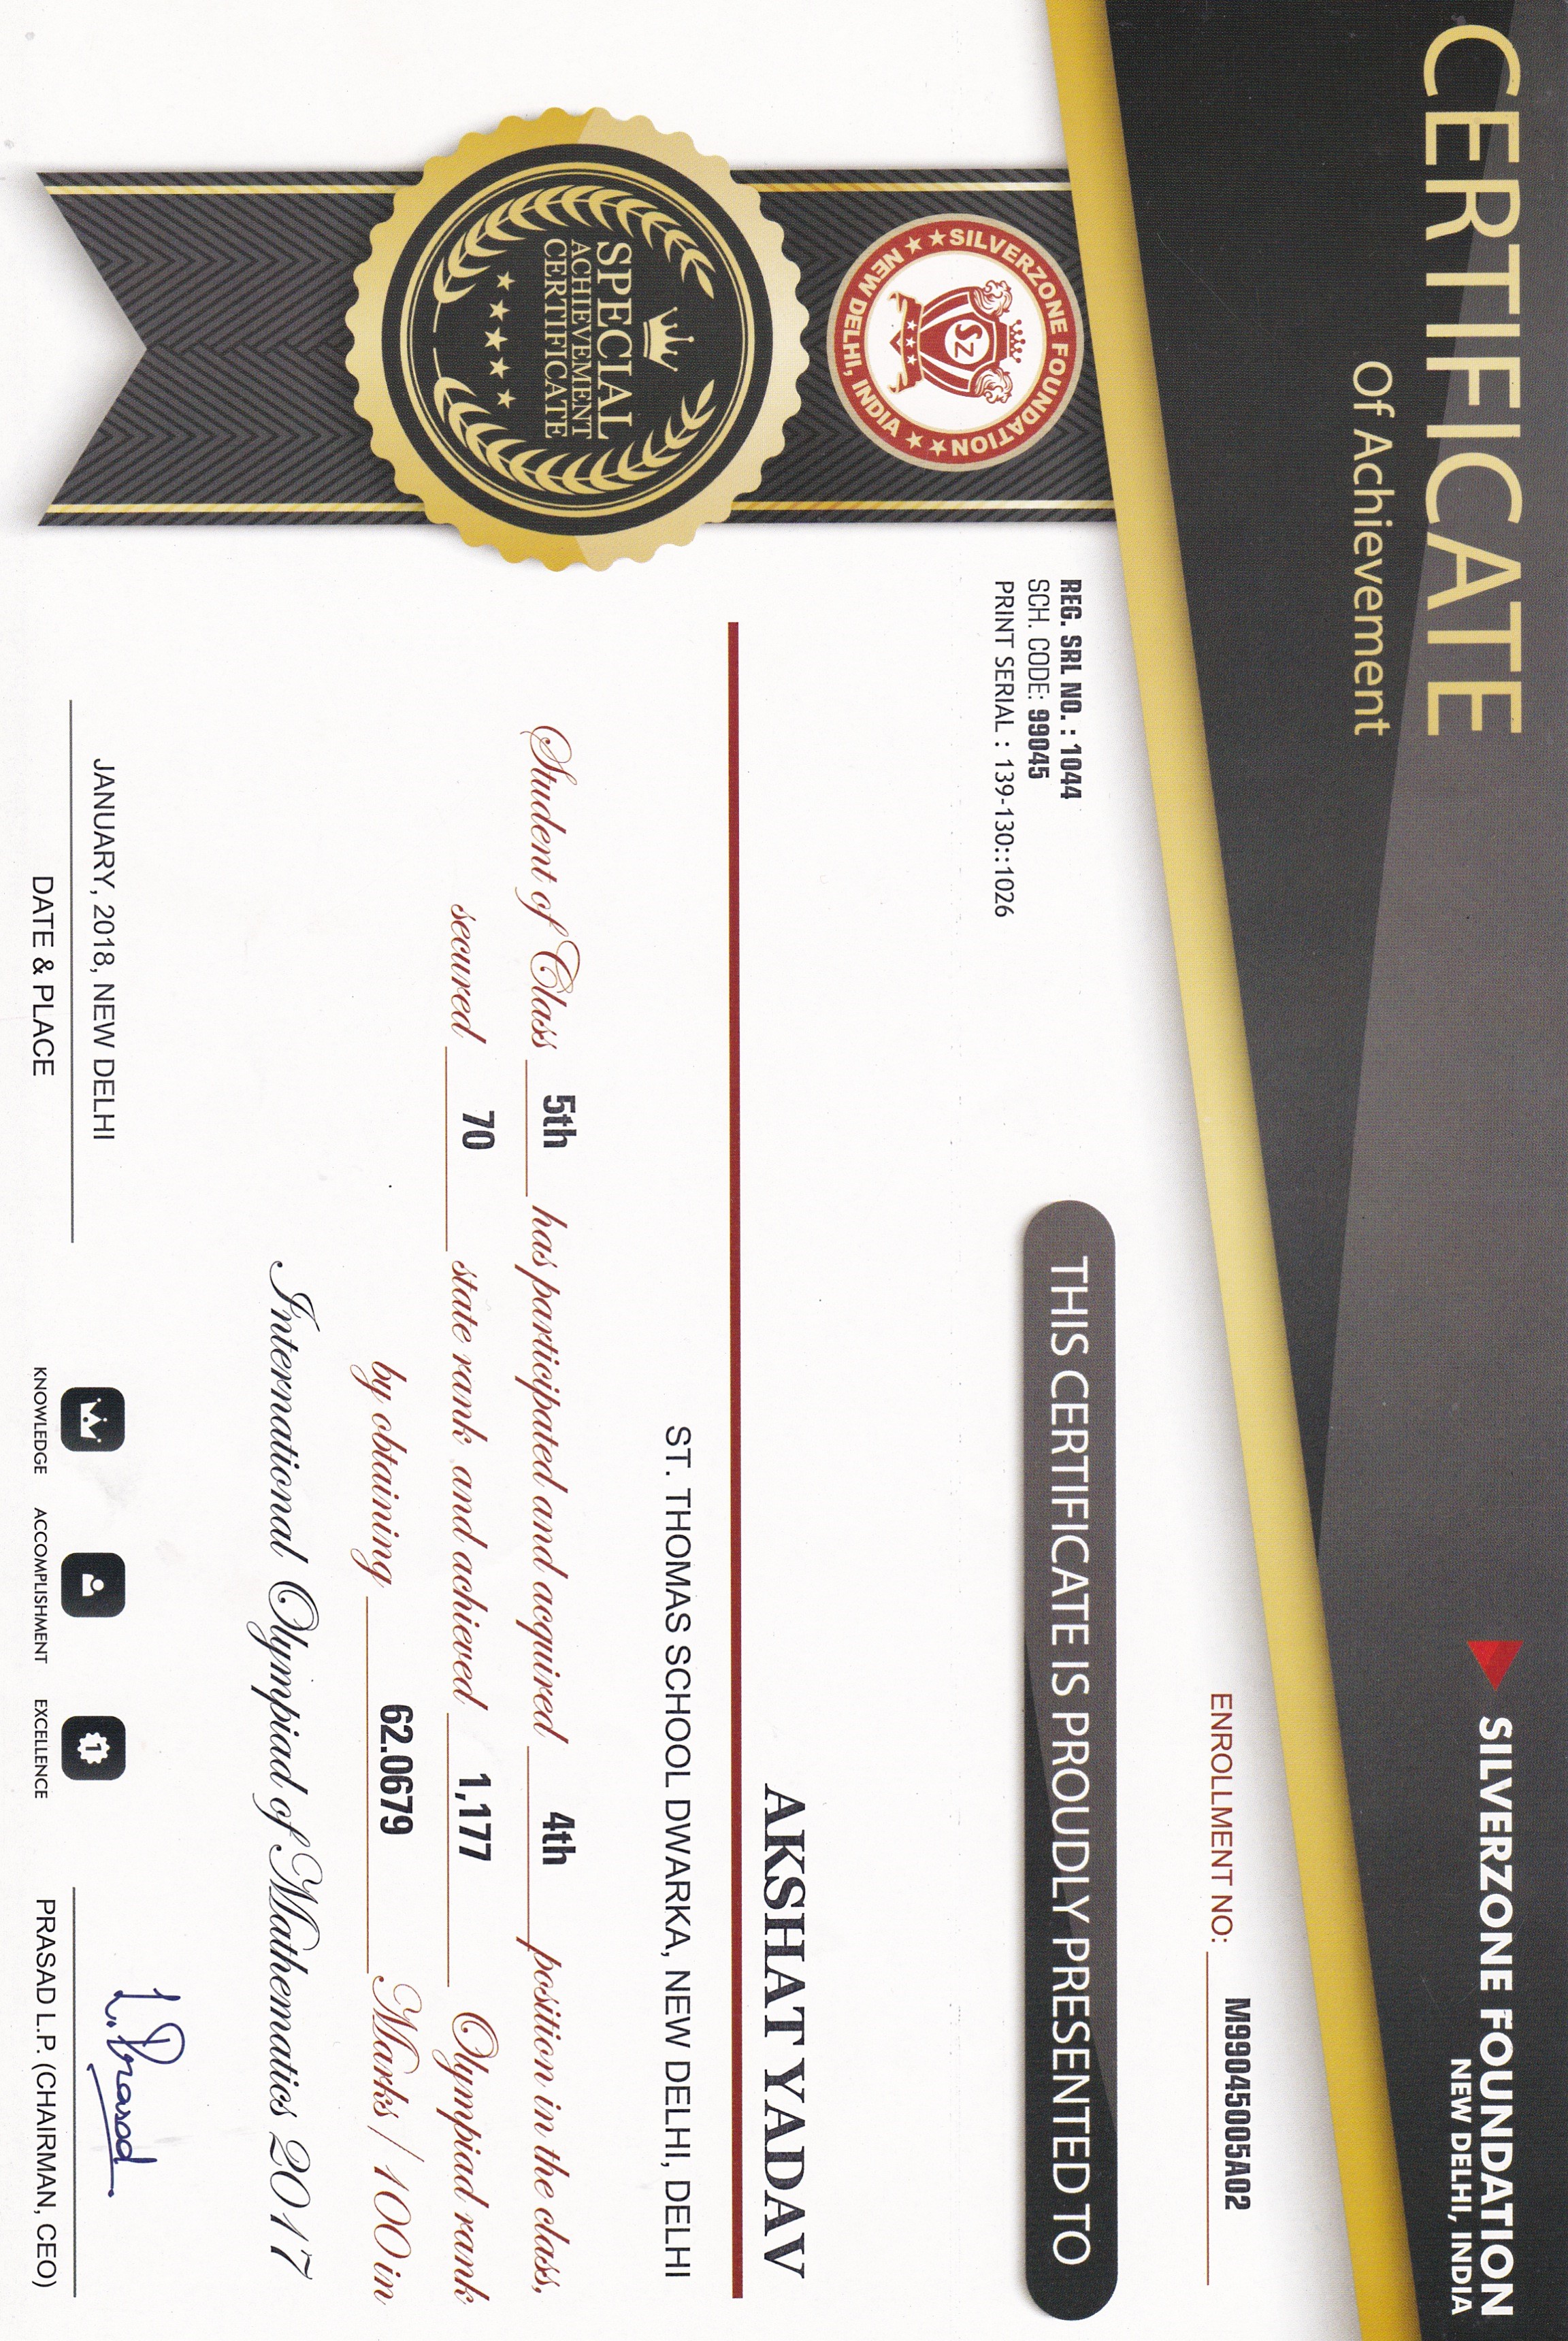 CERTIFICATE
Of Achievement
SILVERZONE FOUNDATION
NEW DELHI, INDIA
ENROLLMENT NO: M99045005A02
REG. SRL NO. : 1044
SCH. CODE: 99045
PRINT SERIAL : 139-130::1026
THIS CERTIFICATE IS PROUDLY PRESENTED TO
SILVERZONE FOUNDATION
SZ
NEW DELHI, INDIA
AKSHAT YADAV
ST. THOMAS SCHOOL DWARKA, NEW DELHI, DELHI
SPECIAL
ACHIEVEMENT
CERTIFICATE
Student of Class 5th has participated and acquired 4th position in the class,
secured 70 state rank and achieved 1,177 Olympiad rank
by obtaining 62.0679 Marks / 100 in
International Olympiad of Mathematics 2017
L. Prasad
JANUARY, 2018, NEW DELHI
DATE & PLACE
1
KNOWLEDGE
ACCOMPLISHMENT
EXCELLENCE
PRASAD L.P. (CHAIRMAN, CEO)